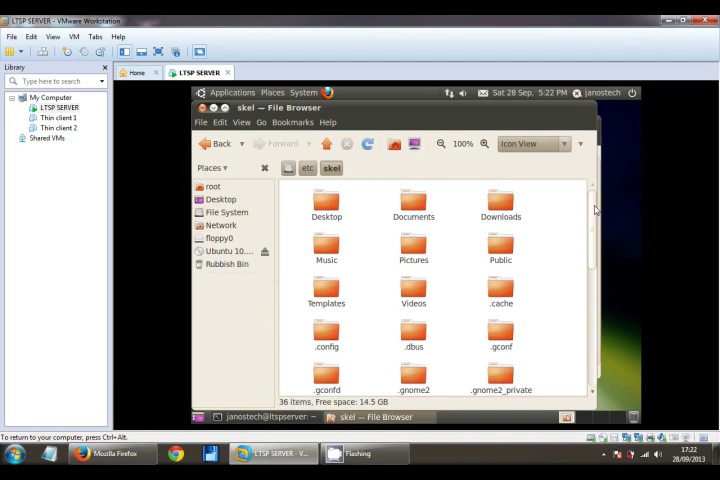 LTSP SERVER - VMware Workstation
File Edit View VM Tabs Help
Library
Home
LTSP SERVER
Type here to search
My Computer
LTSP SERVER
Thin client 1
Thin client 2
Shared VMs
Applications Places System
Sat 28 Sep, 5:22 PM
janostech
skel — File Browser
File Edit View Go Bookmarks Help
Back
Forward
100%
Icon View
Places
etc
skel
root
Desktop
File System
Network
floppy0
Ubuntu 10....
Rubbish Bin
Desktop
Documents
Downloads
Music
Pictures
Public
Templates
Videos
.cache
.config
.dbus
.gconf
.gconfd
.gnome2
.gnome2_private
36 items, Free space: 14.5 GB
janostech@ltspserver: ~
skel — File Browser
To return to your computer, press Ctrl+Alt.
Mozilla Firefox
LTSP SERVER - V...
Flashing
17:22
28/09/2013